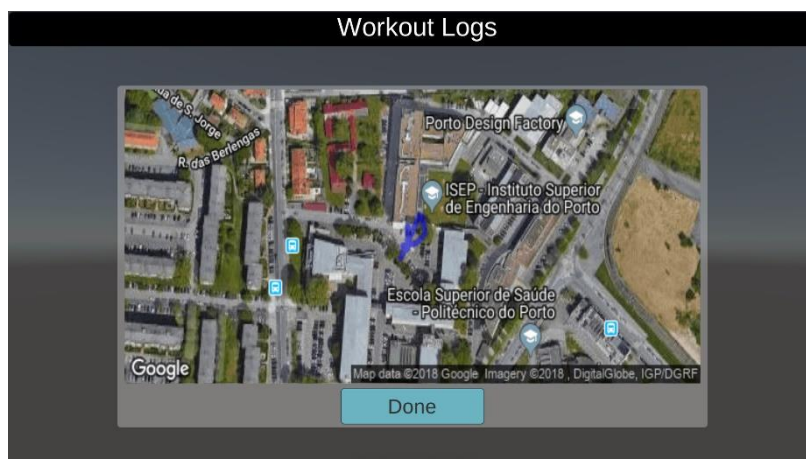 Workout Logs
ua de S. Jorge
R. das Berlengas
Porto Design Factory
ISEP - Instituto Superior
de Engenharia do Porto
Escola Superior de Saúde
- Politécnico do Porto
Google
Map data ©2018 Google Imagery ©2018 , DigitalGlobe, IGP/DGRF
Done